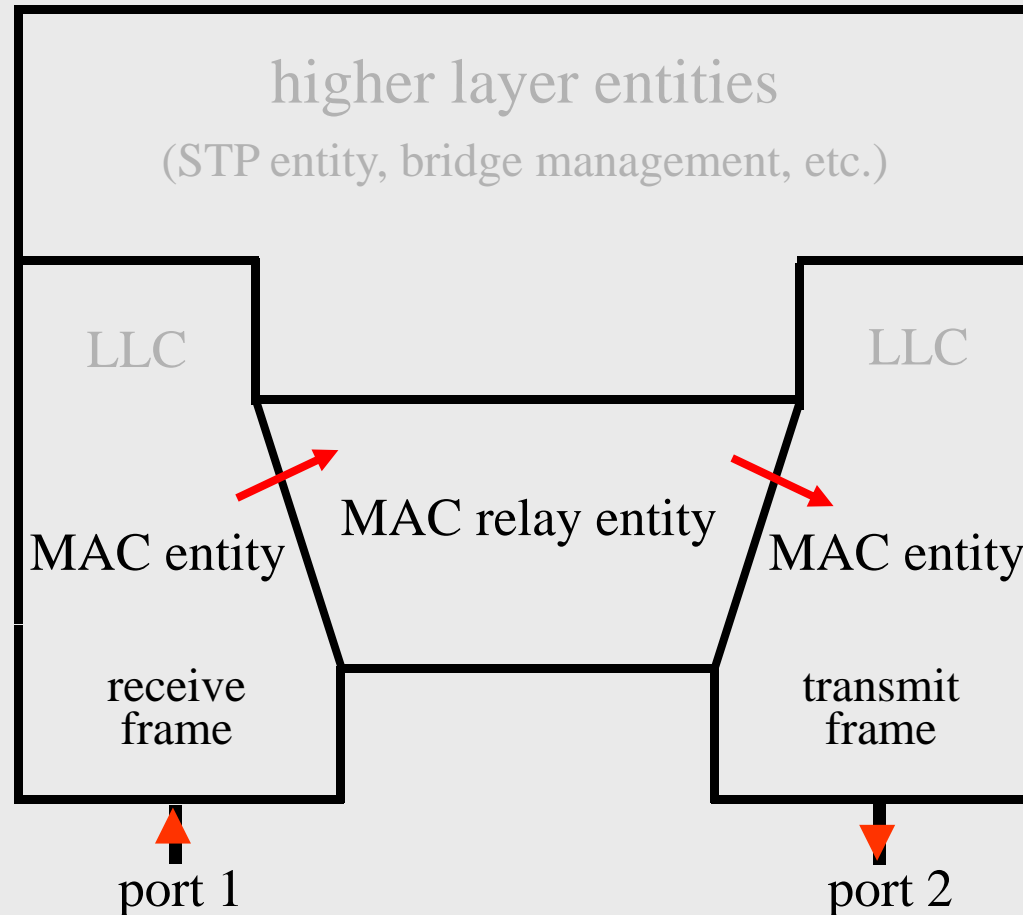 higher layer entities
(STP entity, bridge management, etc.)
LLC
LLC
MAC relay entity
MAC entity
MAC entity
receive
frame
transmit
frame
port 1
port 2